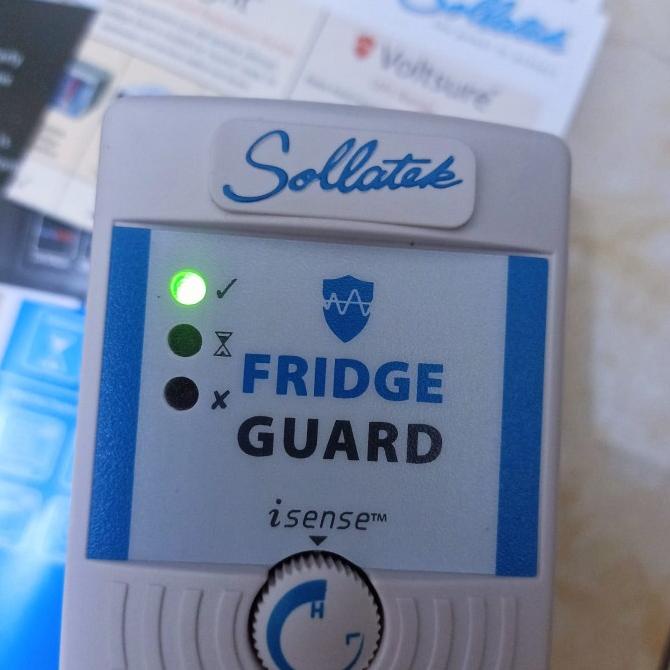 Sollatek
Voltsure
Sollatek
FRIDGE
GUARD
isense™
H
L